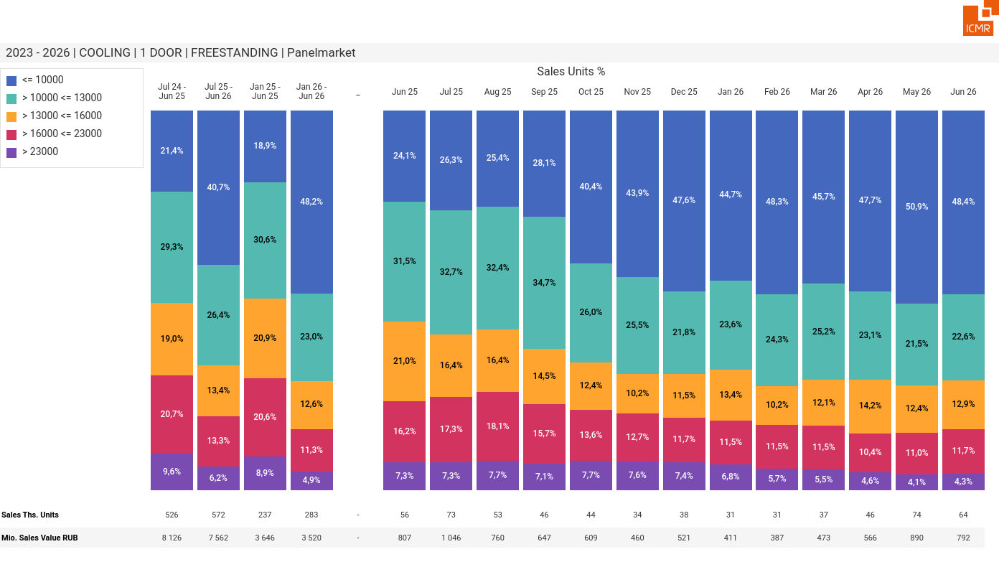 ICMR
2023 - 2026 | COOLING | 1 DOOR | FREESTANDING | Panelmarket
<= 10000
> 10000 <= 13000
> 13000 <= 16000
> 16000 <= 23000
> 23000
Sales Units %
Jul 24 - Jun 25 Jul 25 - Jun 26 Jan 25 - Jun 25 Jan 26 - Jun 26 – Jun 25 Jul 25 Aug 25 Sep 25 Oct 25 Nov 25 Dec 25 Jan 26 Feb 26 Mar 26 Apr 26 May 26 Jun 26
21,4% 40,7% 18,9% 48,2% 24,1% 26,3% 25,4% 28,1% 40,4% 43,9% 47,6% 44,7% 48,3% 45,7% 47,7% 50,9% 48,4%
29,3% 26,4% 30,6% 23,0% 31,5% 32,7% 32,4% 34,7% 26,0% 25,5% 21,8% 23,6% 24,3% 25,2% 23,1% 21,5% 22,6%
19,0% 13,4% 20,9% 12,6% 21,0% 16,4% 16,4% 14,5% 12,4% 10,2% 11,5% 13,4% 10,2% 12,1% 14,2% 12,4% 12,9%
20,7% 13,3% 20,6% 11,3% 16,2% 17,3% 18,1% 15,7% 13,6% 12,7% 11,7% 11,5% 11,5% 11,5% 10,4% 11,0% 11,7%
9,6% 6,2% 8,9% 4,9% 7,3% 7,3% 7,7% 7,1% 7,7% 7,6% 7,4% 6,8% 5,7% 5,5% 4,6% 4,1% 4,3%
Sales Ths. Units 526 572 237 283 - 56 73 53 46 44 34 38 31 31 37 46 74 64
Mio. Sales Value RUB 8 126 7 562 3 646 3 520 - 807 1 046 760 647 609 460 521 411 387 473 566 890 792